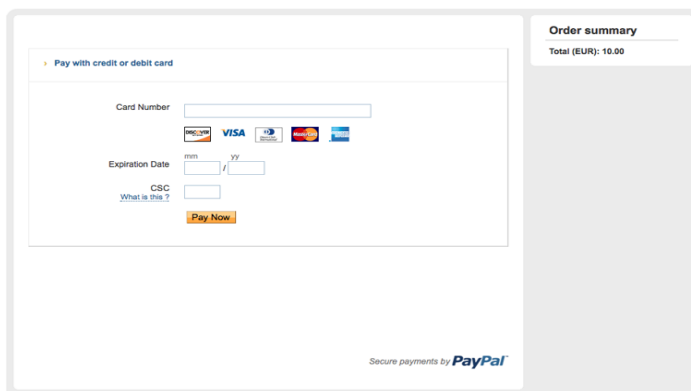 Order summary
Total (EUR): 10.00
Pay with credit or debit card
Card Number
DISCOVER VISA MasterCard
mm yy
Expiration Date /
CSC
What is this ?
Pay Now
Secure payments by PayPal